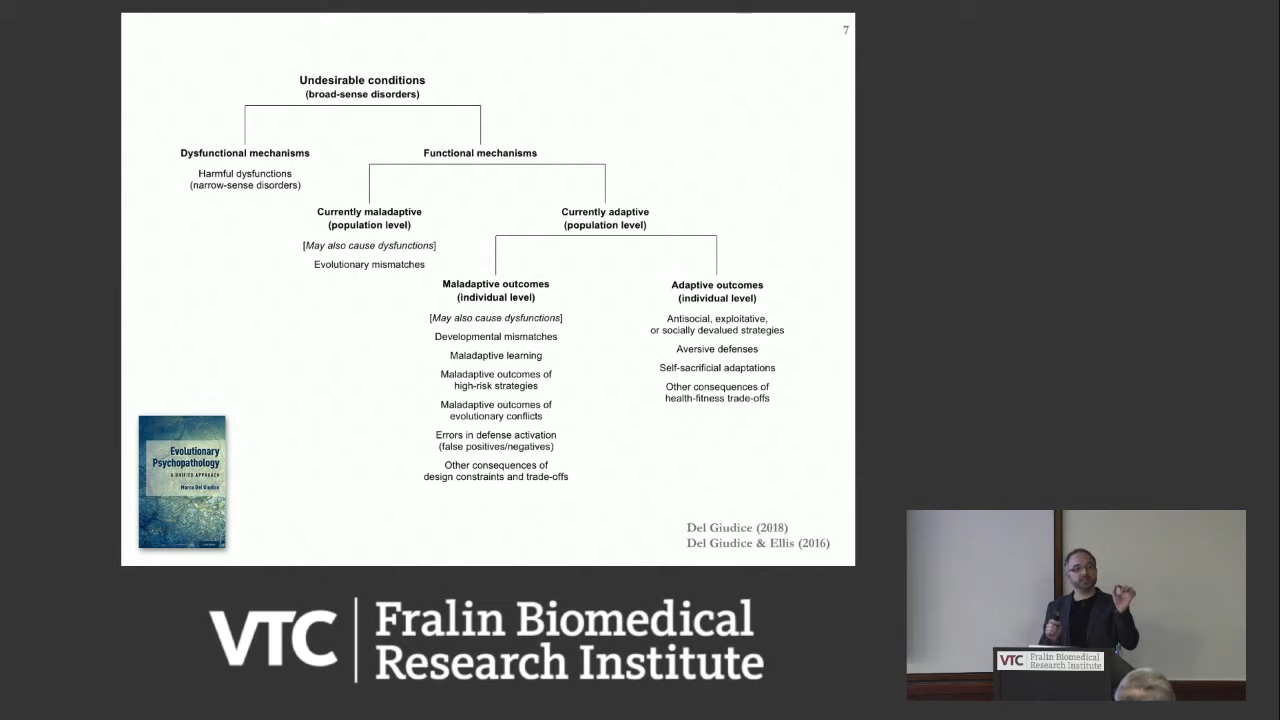 7
Undesirable conditions
(broad-sense disorders)
Dysfunctional mechanisms
Harmful dysfunctions
(narrow-sense disorders)
Functional mechanisms
Currently maladaptive
(population level)
[May also cause dysfunctions]
Evolutionary mismatches
Currently adaptive
(population level)
Maladaptive outcomes
(individual level)
[May also cause dysfunctions]
Developmental mismatches
Maladaptive learning
Maladaptive outcomes of
high-risk strategies
Maladaptive outcomes of
evolutionary conflicts
Errors in defense activation
(false positives/negatives)
Other consequences of
design constraints and trade-offs
Adaptive outcomes
(individual level)
Antisocial, exploitative,
or socially devalued strategies
Aversive defenses
Self-sacrificial adaptations
Other consequences of
health-fitness trade-offs
Evolutionary
Psychopathology
A UNIFIED APPROACH
Marco Del Giudice
Del Giudice (2018)
Del Giudice & Ellis (2016)
VTC
Fralin Biomedical
Research Institute
VTC
Fralin Biomedical
Research Institute